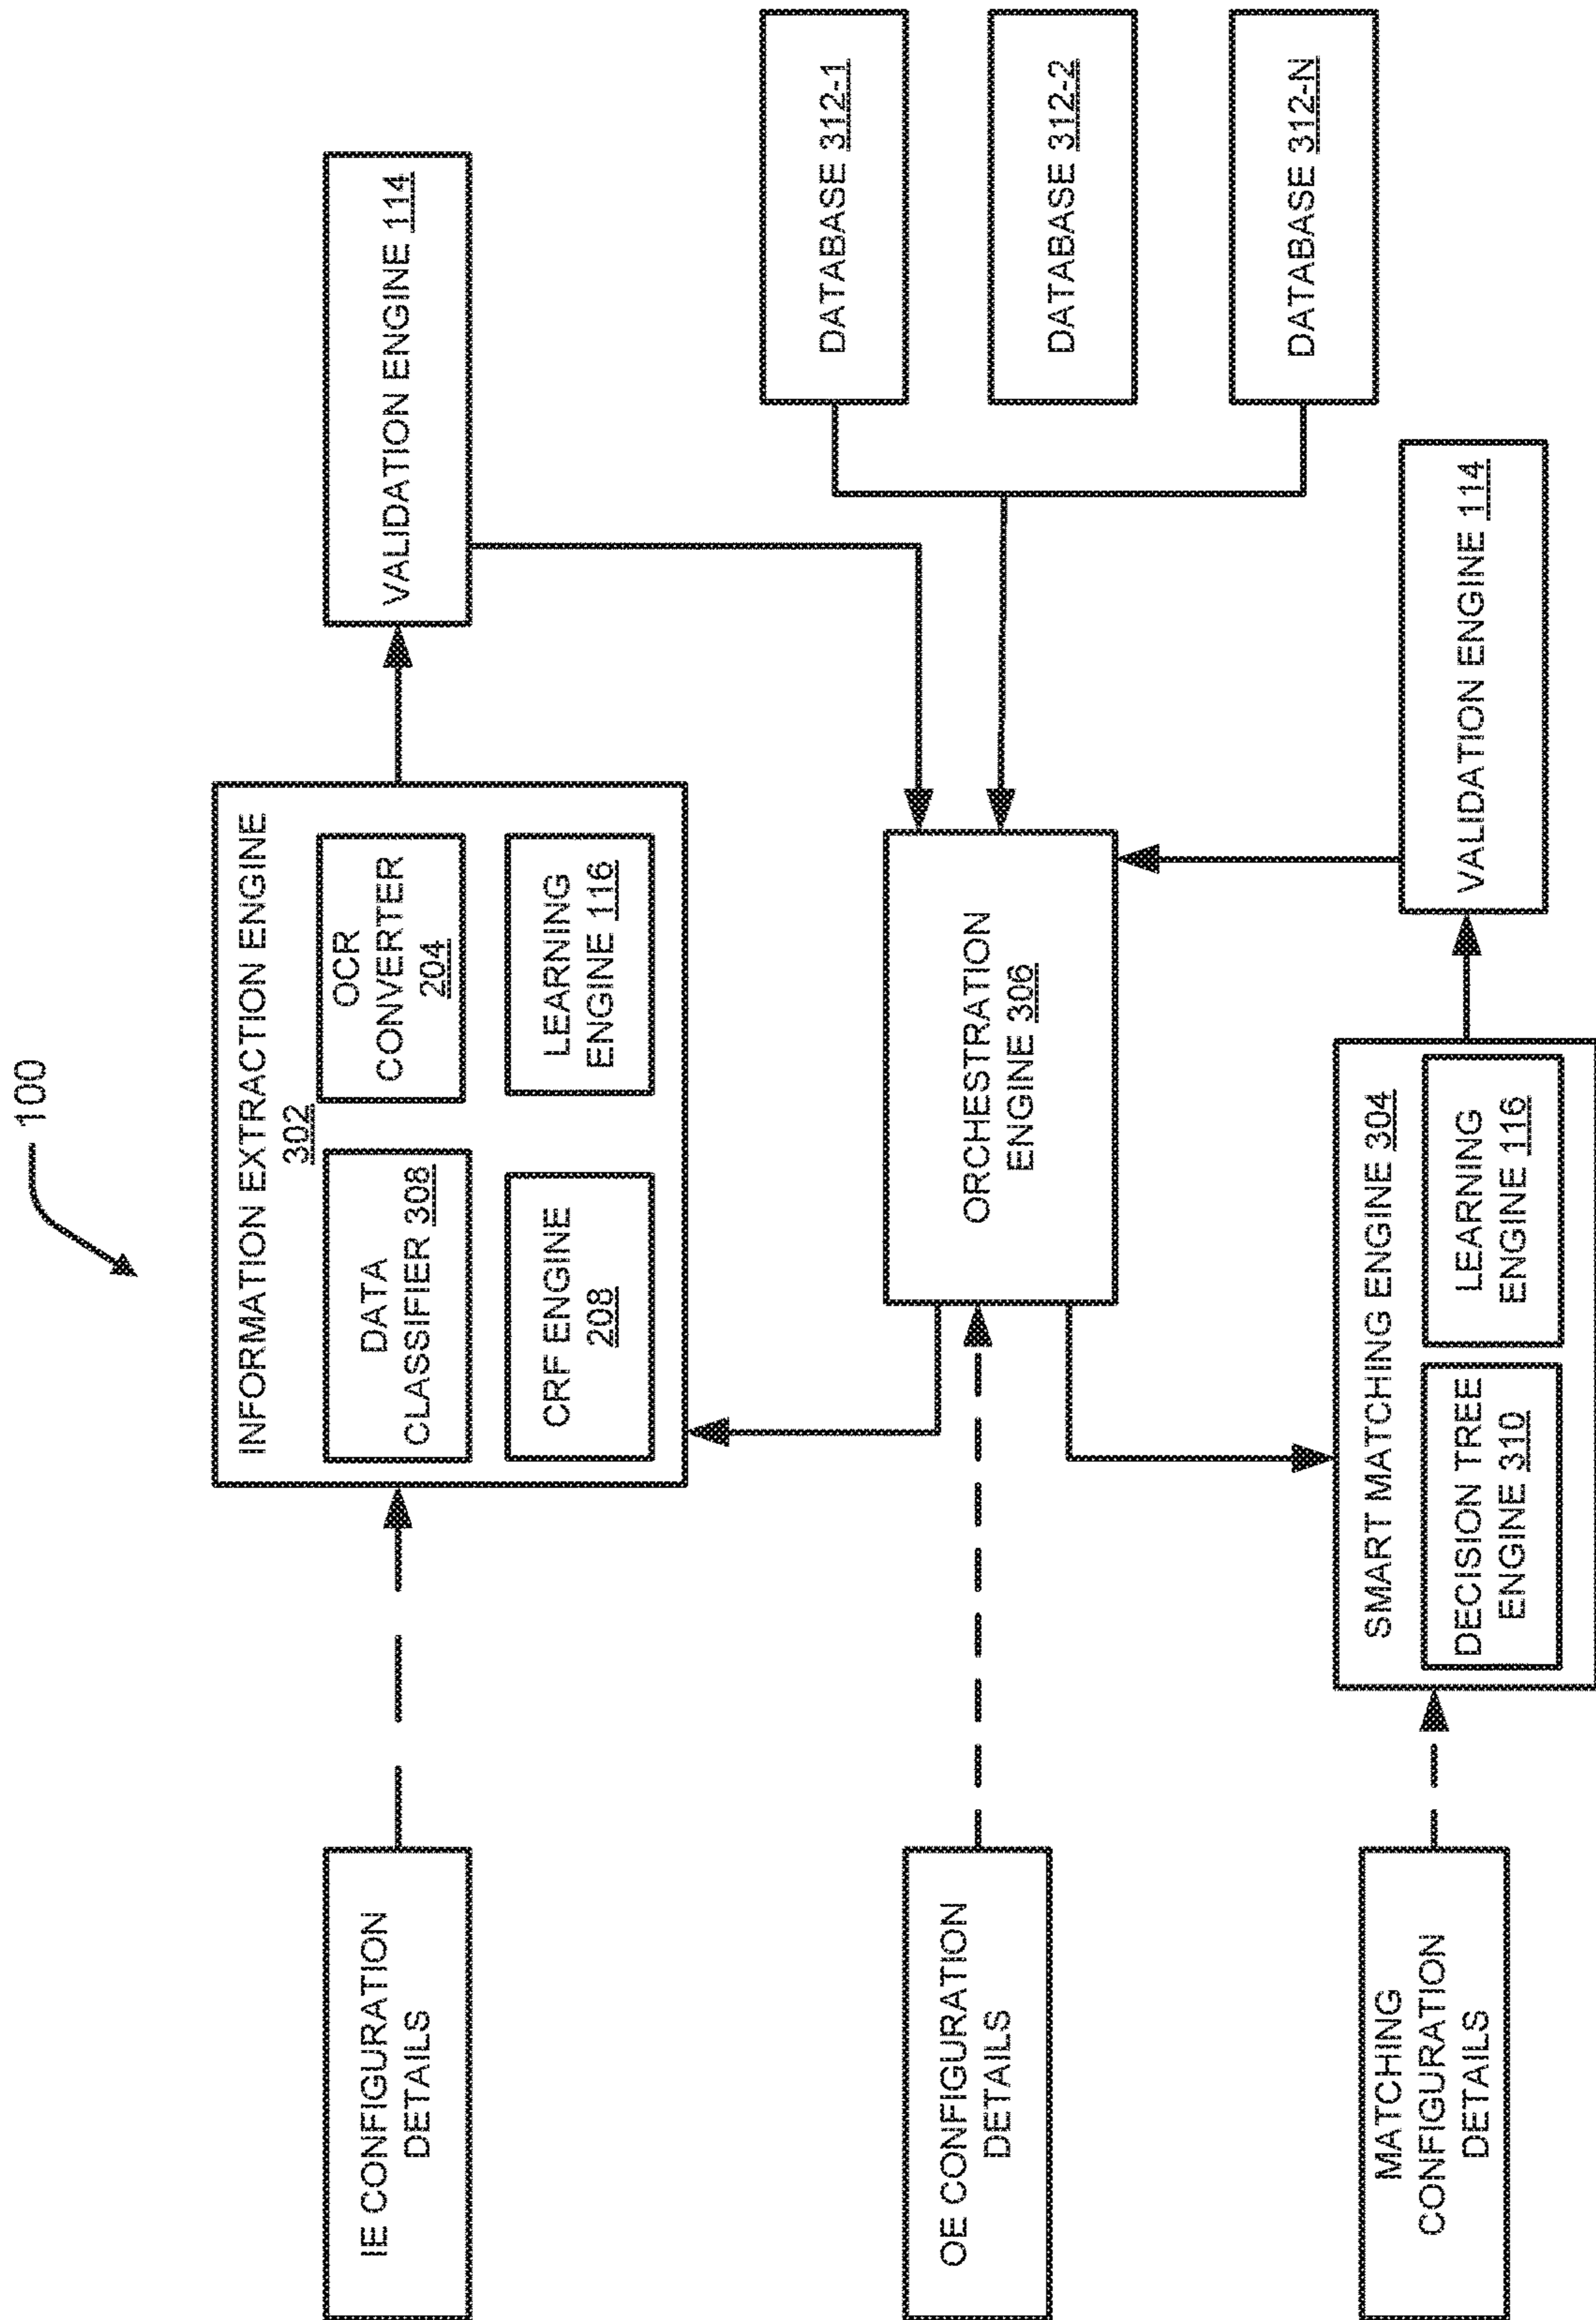 100
IE CONFIGURATION
DETAILS
INFORMATION EXTRACTION ENGINE
302
DATA
CLASSIFIER 308
OCR
CONVERTER
204
CRF ENGINE
208
LEARNING
ENGINE 116
VALIDATION ENGINE 114
OE CONFIGURATION
DETAILS
ORCHESTRATION
ENGINE 306
DATABASE 312-1
DATABASE 312-2
DATABASE 312-N
MATCHING
CONFIGURATION
DETAILS
SMART MATCHING ENGINE 304
DECISION TREE
ENGINE 310
LEARNING
ENGINE 116
VALIDATION ENGINE 114